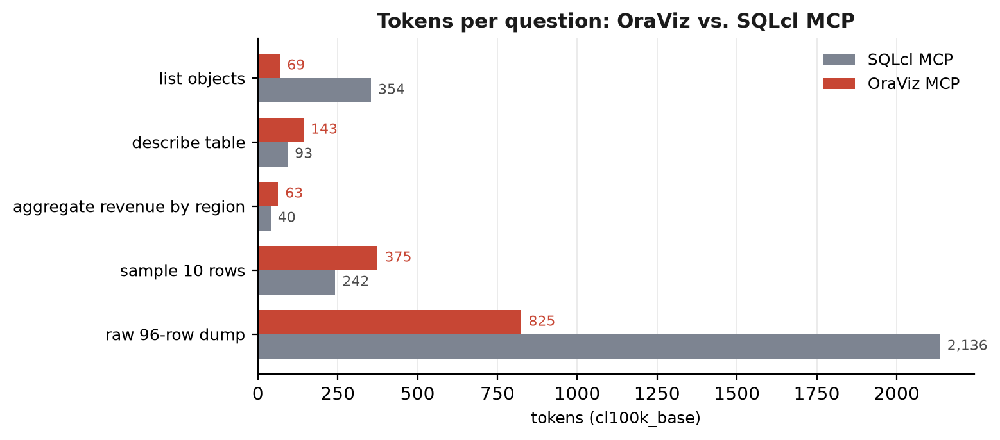 Tokens per question: OraViz vs. SQLcl MCP
SQLcl MCP
OraViz MCP
list objects
69
354
describe table
143
93
aggregate revenue by region
63
40
sample 10 rows
375
242
raw 96-row dump
825
2,136
0 250 500 750 1000 1250 1500 1750 2000
tokens (cl100k_base)